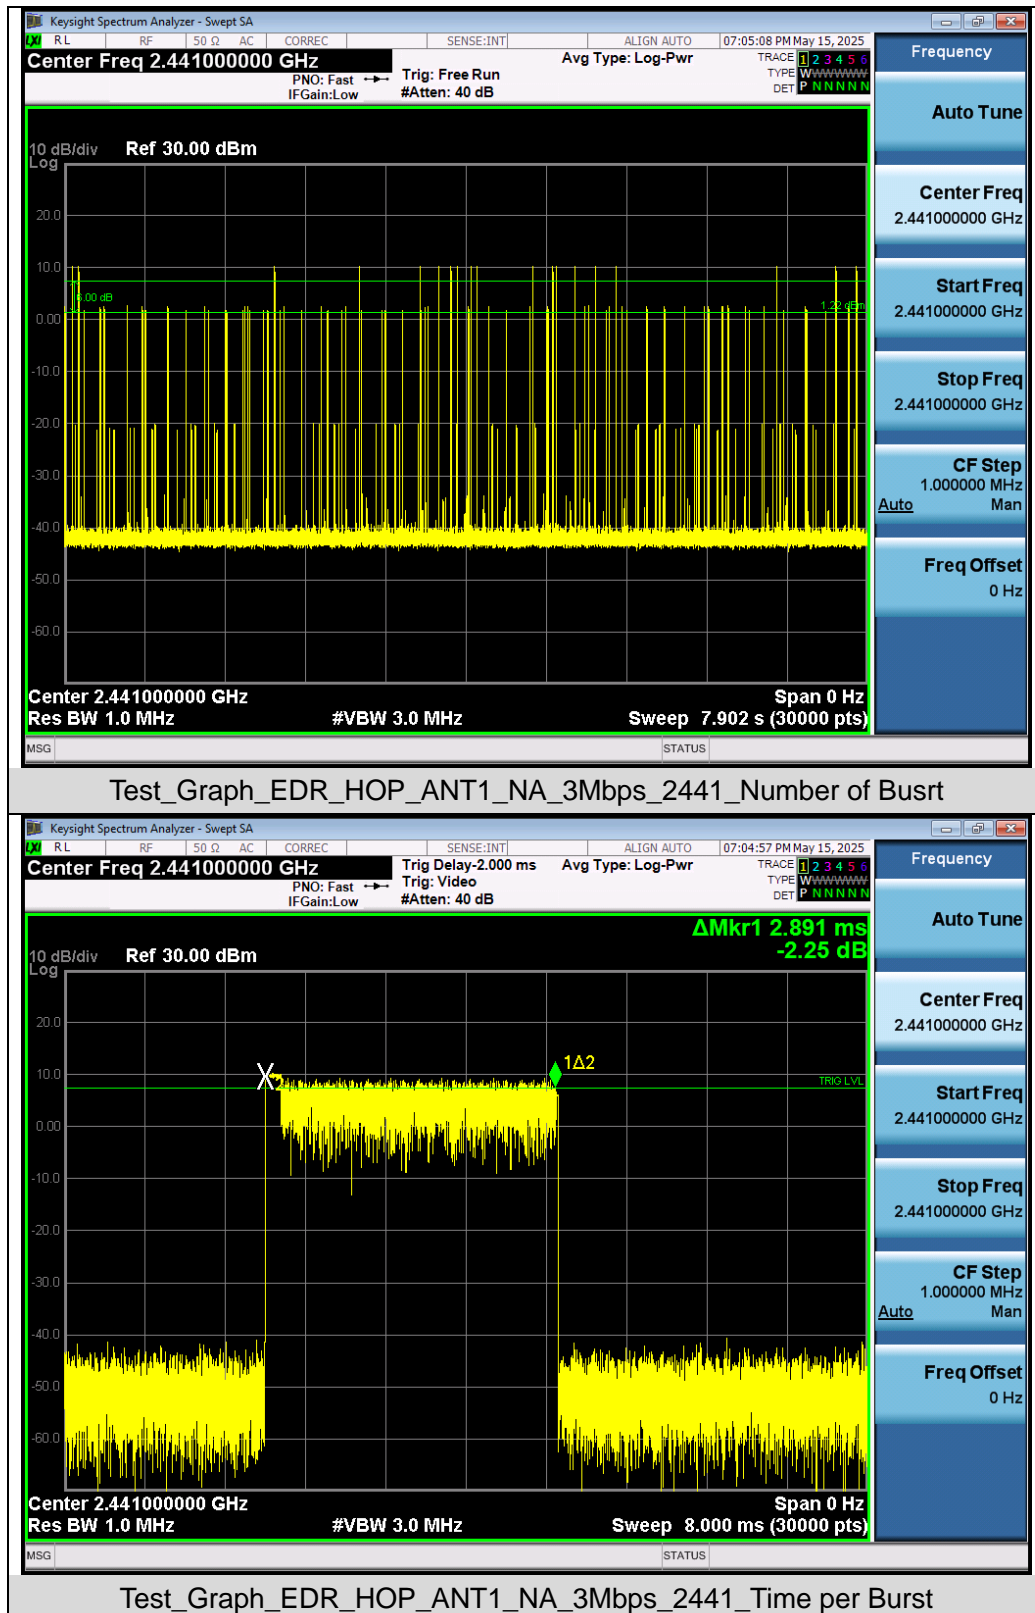 Keysight Spectrum Analyzer - Swept SA
LXI RL RF 50 Ω AC CORREC SENSE:INT ALIGN AUTO 07:05:08 PM May 15, 2025
Center Freq 2.441000000 GHz Avg Type: Log-Pwr TRACE 1 2 3 4 5 6
PNO: Fast Trig: Free Run TYPE WWWWWW
IFGain:Low #Atten: 40 dB DET P N N N N N
Frequency
Auto Tune
10 dB/div Ref 30.00 dBm
Log
20.0
10.0
6.00 dB
1.22 dBm
0.00
-10.0
-20.0
-30.0
-40.0
-50.0
-60.0
Center Freq
2.441000000 GHz
Start Freq
2.441000000 GHz
Stop Freq
2.441000000 GHz
CF Step
1.000000 MHz
Auto Man
Freq Offset
0 Hz
Center 2.441000000 GHz Span 0 Hz
Res BW 1.0 MHz #VBW 3.0 MHz Sweep 7.902 s (30000 pts)
MSG STATUS
Test_Graph_EDR_HOP_ANT1_NA_3Mbps_2441_Number of Busrt
Keysight Spectrum Analyzer - Swept SA
LXI RL RF 50 Ω AC CORREC SENSE:INT ALIGN AUTO 07:04:57 PM May 15, 2025
Center Freq 2.441000000 GHz Trig Delay-2.000 ms Avg Type: Log-Pwr TRACE 1 2 3 4 5 6
PNO: Fast Trig: Video TYPE WWWWWW
IFGain:Low #Atten: 40 dB DET P N N N N N
Frequency
Auto Tune
ΔMkr1 2.891 ms
-2.25 dB
10 dB/div Ref 30.00 dBm
Log
20.0
10.0
X2
1Δ2
TRIG LVL
0.00
-10.0
-20.0
-30.0
-40.0
-50.0
-60.0
Center Freq
2.441000000 GHz
Start Freq
2.441000000 GHz
Stop Freq
2.441000000 GHz
CF Step
1.000000 MHz
Auto Man
Freq Offset
0 Hz
Center 2.441000000 GHz Span 0 Hz
Res BW 1.0 MHz #VBW 3.0 MHz Sweep 8.000 ms (30000 pts)
MSG STATUS
Test_Graph_EDR_HOP_ANT1_NA_3Mbps_2441_Time per Burst